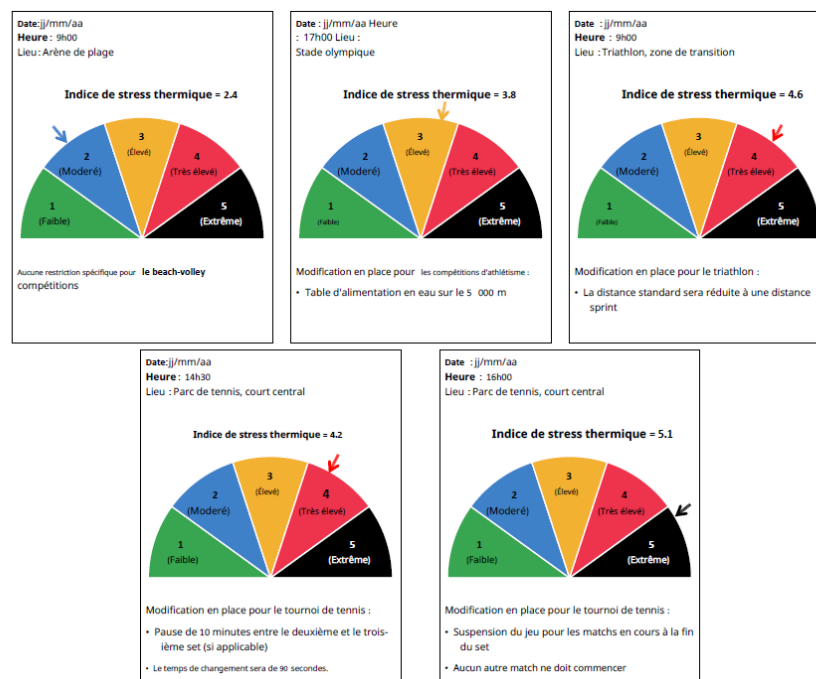 Date:jj/mm/aa
Heure : 9h00
Lieu : Arène de plage
Indice de stress thermique = 2.4
3
(Élevé)
2
(Moderé)
4
(Très élevé)
1
(Faible)
5
(Extrême)
Aucune restriction spécifique pour le beach-volley
compétitions
Date : jj/mm/aa Heure
: 17h00 Lieu :
Stade olympique
Indice de stress thermique = 3.8
3
(Élevé)
2
(Moderé)
4
(Très élevé)
1
(Faible)
5
(Extrême)
Modification en place pour les compétitions d'athlétisme :
• Table d'alimentation en eau sur le 5 000 m
Date : jj/mm/aa
Heure : 9h00
Lieu : Triathlon, zone de transition
Indice de stress thermique = 4.6
3
(Élevé)
2
(Moderé)
4
(Très élevé)
1
(Faible)
5
(Extrême)
Modification en place pour le triathlon :
• La distance standard sera réduite à une distance
sprint
Date:jj/mm/aa
Heure : 14h30
Lieu : Parc de tennis, court central
Indice de stress thermique = 4.2
3
(Élevé)
2
(Moderé)
4
(Très élevé)
1
(Faible)
5
(Extrême)
Modification en place pour le tournoi de tennis :
• Pause de 10 minutes entre le deuxième et le trois-
ième set (si applicable)
• Le temps de changement sera de 90 secondes.
Date : jj/mm/aa
Heure : 16h00
Lieu : Parc de tennis, court central
Indice de stress thermique = 5.1
3
(Élevé)
2
(Moderé)
4
(Très élevé)
1
(Faible)
5
(Extrême)
Modification en place pour le tournoi de tennis :
• Suspension du jeu pour les matchs en cours à la fin
du set
• Aucun autre match ne doit commencer